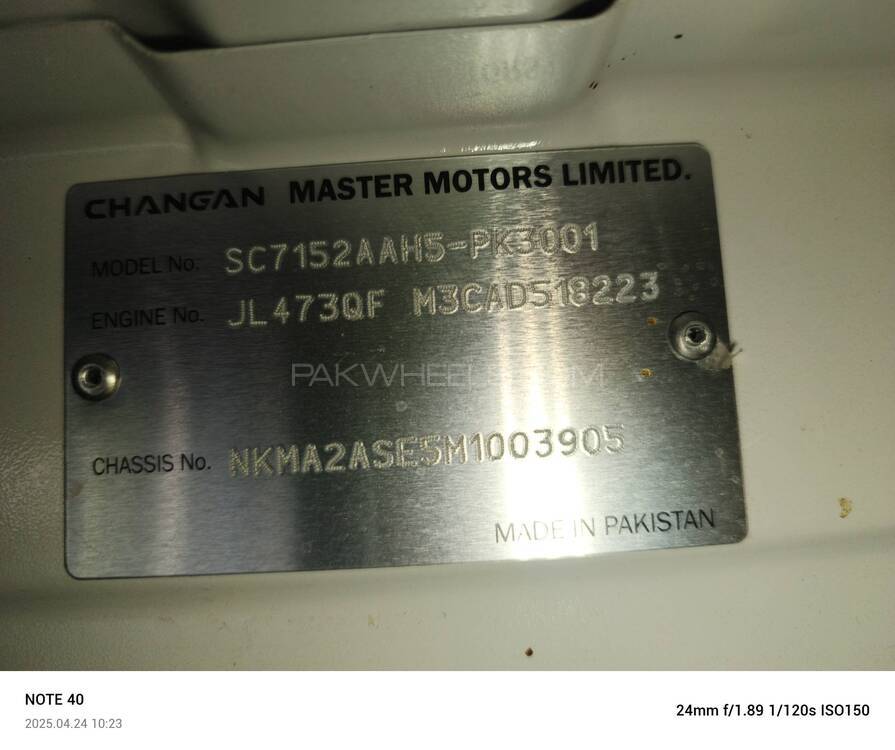 CHANGAN MASTER MOTORS LIMITED.
MODEL No. SC7152AAH5-PK3001
ENGINE No. JL473QF M3CAD518223
PAKWHEELS.COM
CHASSIS No. NKMA2ASE5M1003905
MADE IN PAKISTAN
NOTE 40
2025.04.24 10:23
24mm f/1.89 1/120s ISO150